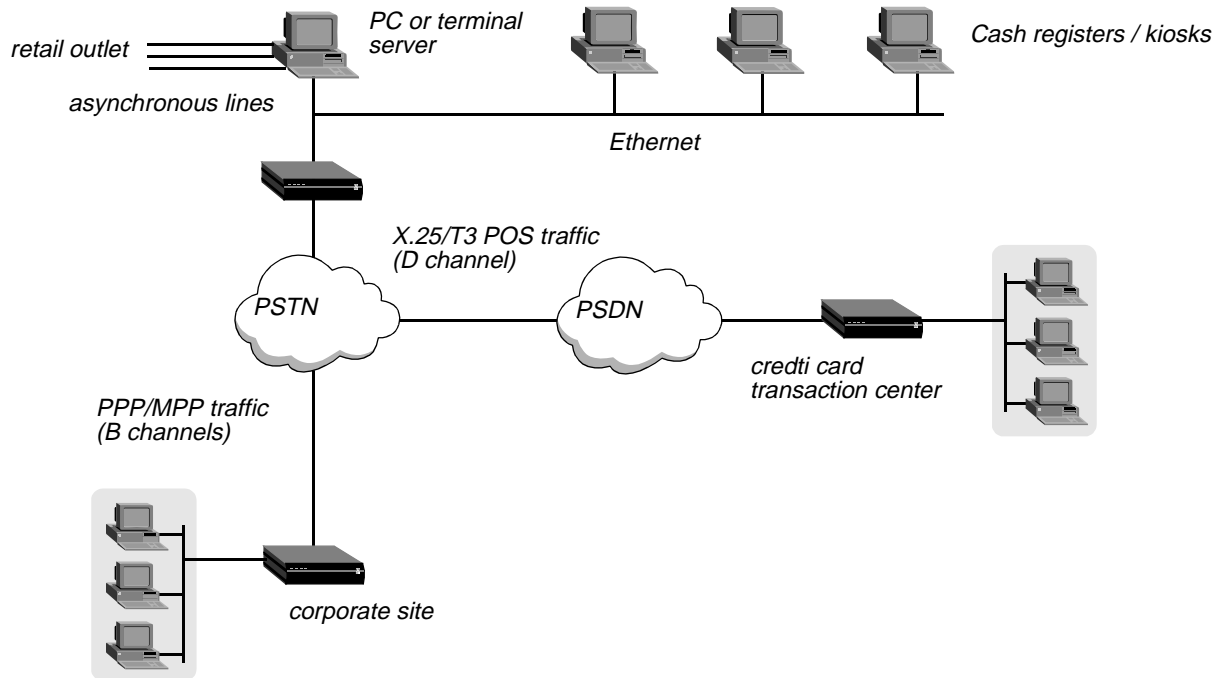 PC or terminal
server
retail outlet
Cash registers / kiosks
asynchronous lines
Ethernet
X.25/T3 POS traffic
(D channel)
PSTN
PSDN
credti card
transaction center
PPP/MPP traffic
(B channels)
corporate site